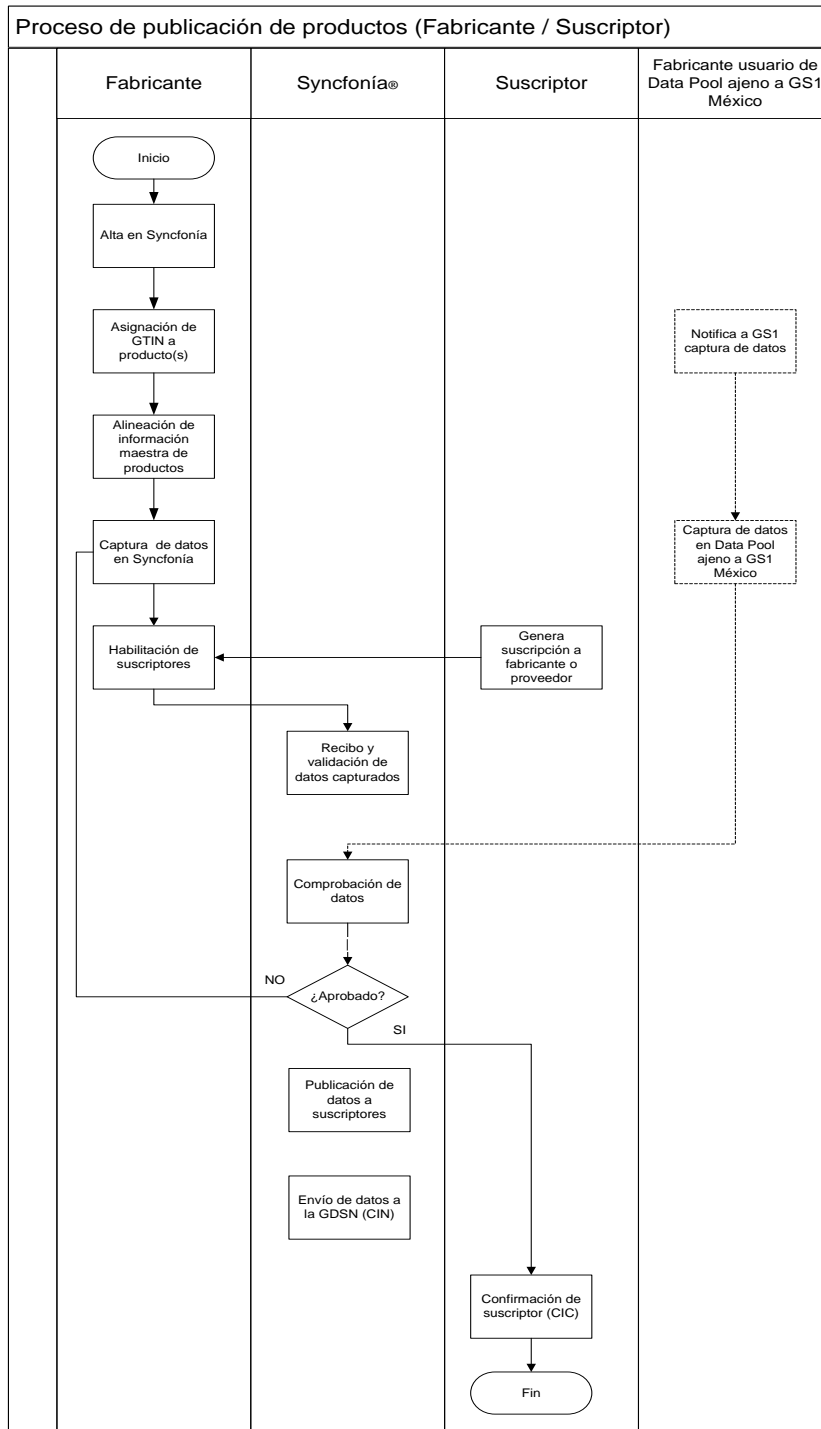 Proceso de publicación de productos (Fabricante / Suscriptor)
Fabricante
Syncfonía®
Suscriptor
Fabricante usuario de
Data Pool ajeno a GS1
México
Inicio
Alta en Syncfonía
Asignación de
GTIN a
producto(s)
Notifica a GS1
captura de datos
Alineación de
información
maestra de
productos
Captura de datos
en Syncfonía
Captura de datos
en Data Pool
ajeno a GS1
México
Habilitación de
suscriptores
Genera
suscripción a
fabricante o
proveedor
Recibo y
validación de
datos capturados
Comprobación de
datos
NO
¿Aprobado?
SI
Publicación de
datos a
suscriptores
Envío de datos a
la GDSN (CIN)
Confirmación de
suscriptor (CIC)
Fin